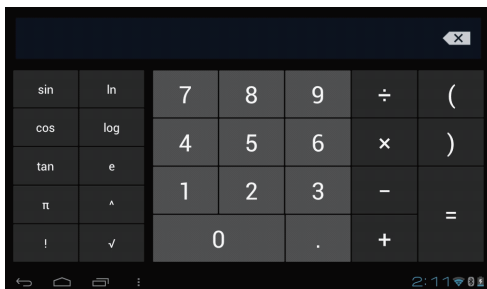 sin ln 7 8 9 ÷ (
cos log 4 5 6 × )
tan e
π ^ 1 2 3 − =
! √ 0 . +
2:11